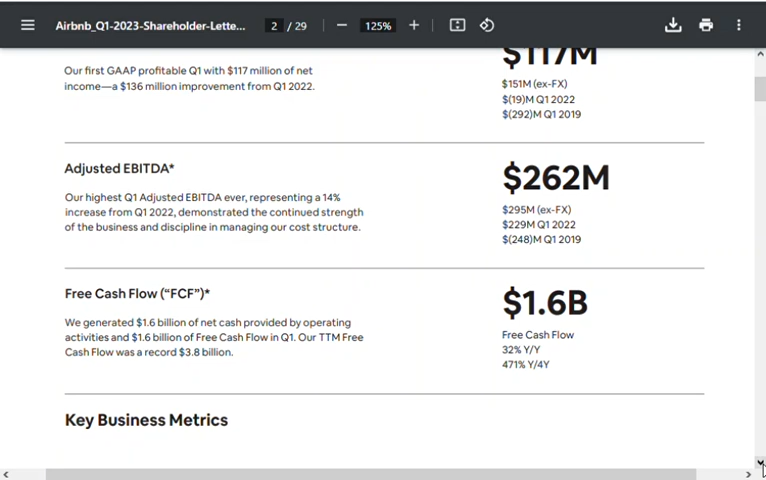 Airbnb_Q1-2023-Shareholder-Lette...
2 / 29
125%
$117M
Our first GAAP profitable Q1 with $117 million of net
income—a $136 million improvement from Q1 2022.
$151M (ex-FX)
$(19)M Q1 2022
$(292)M Q1 2019
Adjusted EBITDA*
$262M
Our highest Q1 Adjusted EBITDA ever, representing a 14%
increase from Q1 2022, demonstrated the continued strength
of the business and discipline in managing our cost structure.
$295M (ex-FX)
$229M Q1 2022
$(248)M Q1 2019
Free Cash Flow (“FCF”)*
$1.6B
We generated $1.6 billion of net cash provided by operating
activities and $1.6 billion of Free Cash Flow in Q1. Our TTM Free
Cash Flow was a record $3.8 billion.
Free Cash Flow
32% Y/Y
471% Y/4Y
Key Business Metrics